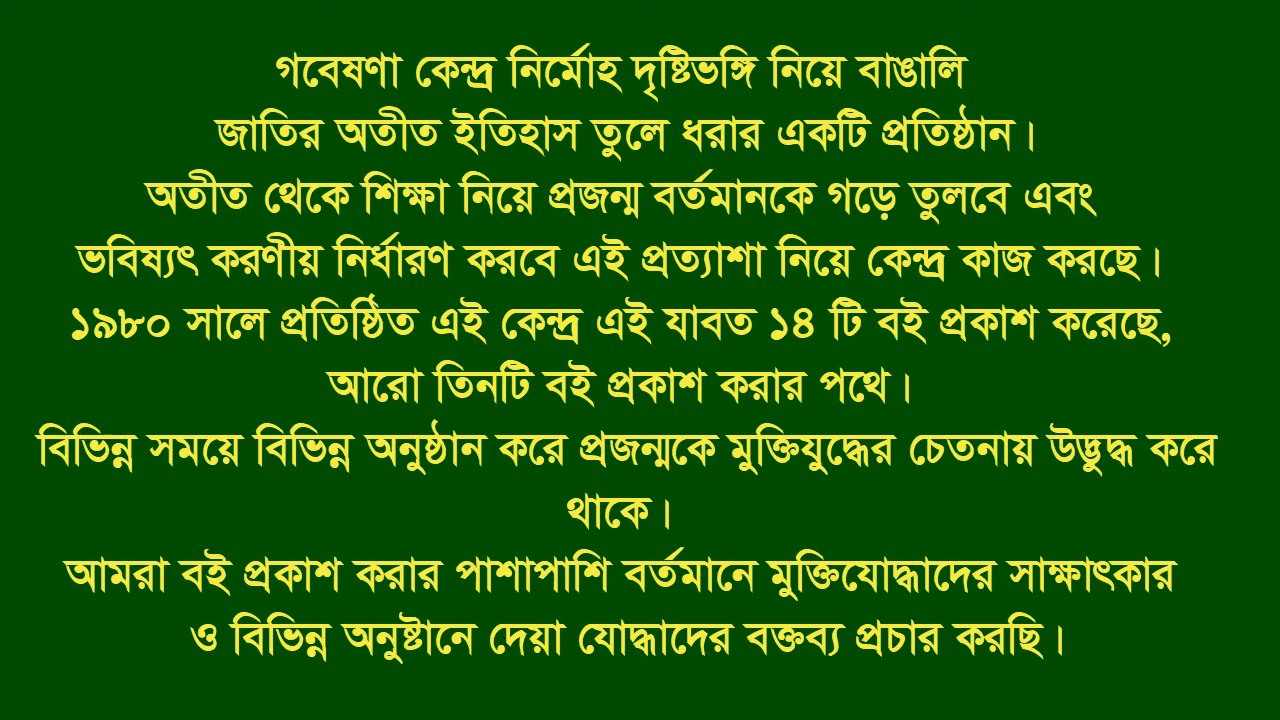 গবেষণা কেন্দ্র নির্মোহ দৃষ্টিভঙ্গি নিয়ে বাঙালি
জাতির অতীত ইতিহাস তুলে ধরার একটি প্রতিষ্ঠান।
অতীত থেকে শিক্ষা নিয়ে প্রজন্ম বর্তমানকে গড়ে তুলবে এবং
ভবিষ্যৎ করণীয় নির্ধারণ করবে এই প্রত্যাশা নিয়ে কেন্দ্র কাজ করছে।
১৯৮০ সালে প্রতিষ্ঠিত এই কেন্দ্র এই যাবত ১৪ টি বই প্রকাশ করেছে,
আরো তিনটি বই প্রকাশ করার পথে।
বিভিন্ন সময়ে বিভিন্ন অনুষ্ঠান করে প্রজন্মকে মুক্তিযুদ্ধের চেতনায় উদ্ভুদ্ধ করে
থাকে।
আমরা বই প্রকাশ করার পাশাপাশি বর্তমানে মুক্তিযোদ্ধাদের সাক্ষাৎকার
ও বিভিন্ন অনুষ্টানে দেয়া যোদ্ধাদের বক্তব্য প্রচার করছি।